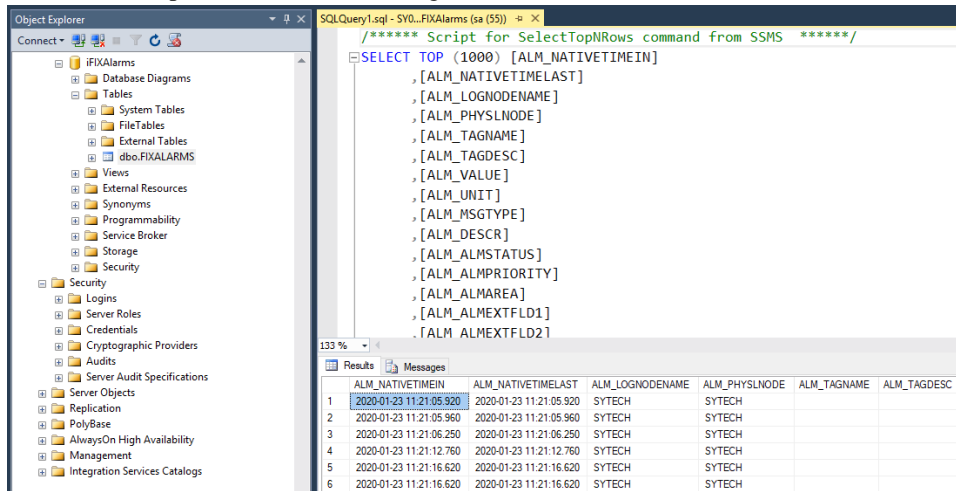 Object Explorer
Connect
iFIXAlarms
Database Diagrams
Tables
System Tables
FileTables
External Tables
dbo.FIXALARMS
Views
External Resources
Synonyms
Programmability
Service Broker
Storage
Security
Security
Logins
Server Roles
Credentials
Cryptographic Providers
Audits
Server Audit Specifications
Server Objects
Replication
PolyBase
AlwaysOn High Availability
Management
Integration Services Catalogs
SQLQuery1.sql - SY0...FIXAlarms (sa (55))
/****** Script for SelectTopNRows command from SSMS ******/
SELECT TOP (1000) [ALM_NATIVETIMEIN]
,[ALM_NATIVETIMELAST]
,[ALM_LOGNODENAME]
,[ALM_PHYSLNODE]
,[ALM_TAGNAME]
,[ALM_TAGDESC]
,[ALM_VALUE]
,[ALM_UNIT]
,[ALM_MSGTYPE]
,[ALM_DESCR]
,[ALM_ALMSTATUS]
,[ALM_ALMPRIORITY]
,[ALM_ALMAREA]
,[ALM_ALMEXTFLD1]
,[ALM_ALMEXTFLD2]
133 %
Results Messages
ALM_NATIVETIMEIN ALM_NATIVETIMELAST ALM_LOGNODENAME ALM_PHYSLNODE ALM_TAGNAME ALM_TAGDESC
1 2020-01-23 11:21:05.920 2020-01-23 11:21:05.920 SYTECH SYTECH
2 2020-01-23 11:21:05.960 2020-01-23 11:21:05.960 SYTECH SYTECH
3 2020-01-23 11:21:06.250 2020-01-23 11:21:06.250 SYTECH SYTECH
4 2020-01-23 11:21:12.760 2020-01-23 11:21:12.760 SYTECH SYTECH
5 2020-01-23 11:21:16.620 2020-01-23 11:21:16.620 SYTECH SYTECH
6 2020-01-23 11:21:16.620 2020-01-23 11:21:16.620 SYTECH SYTECH